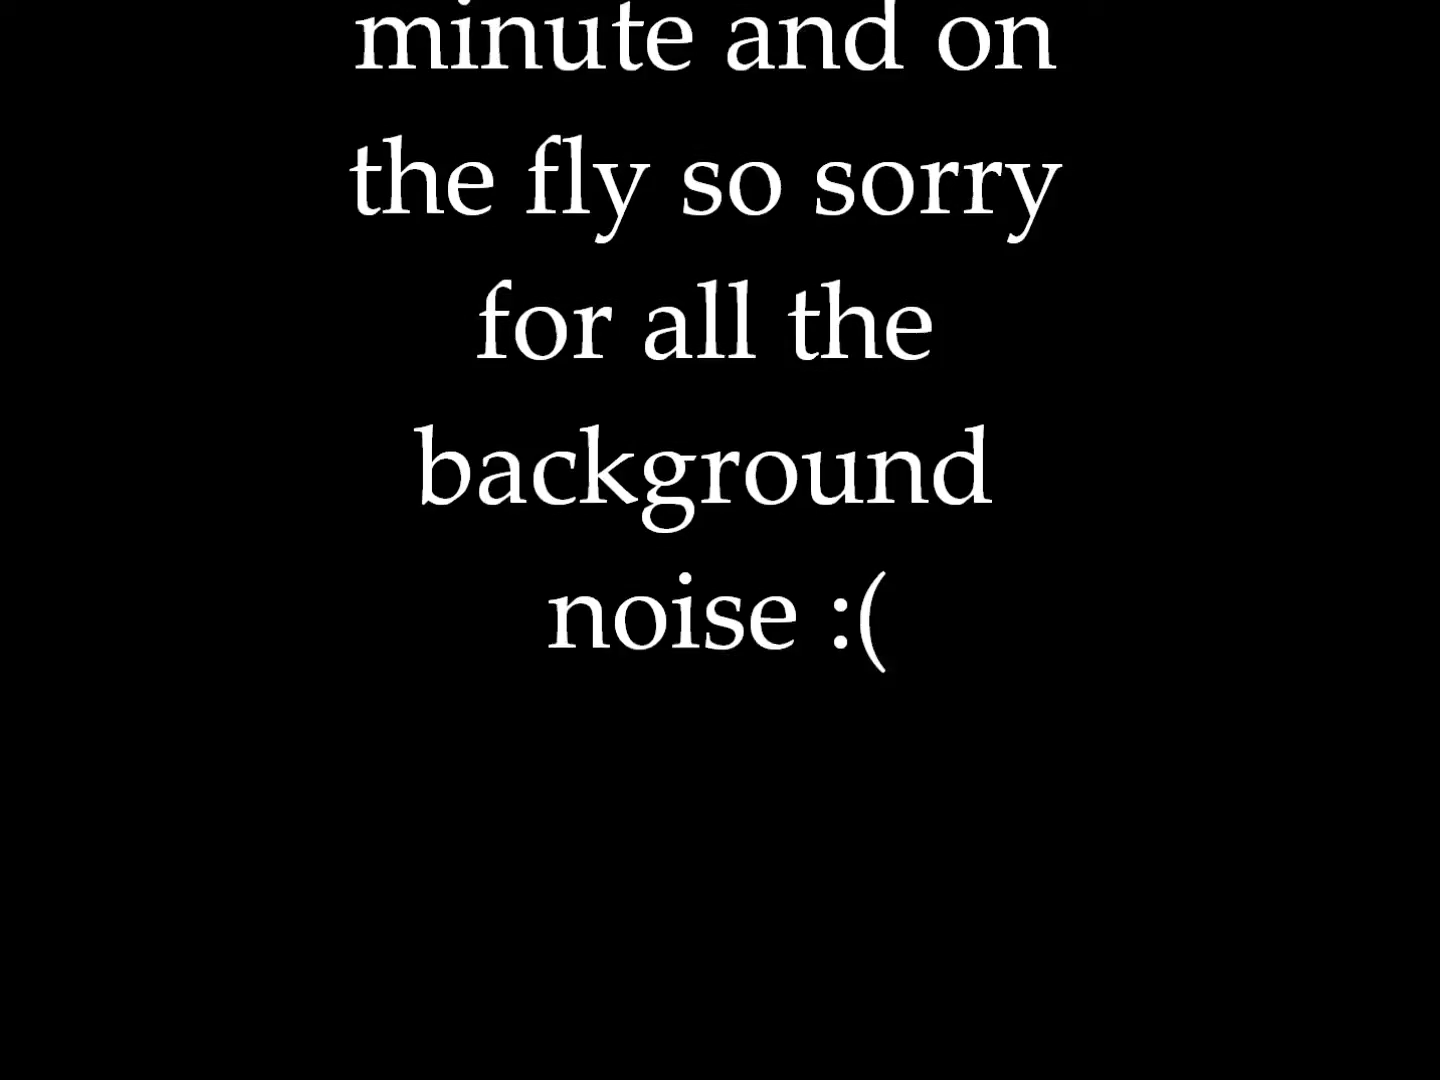 minute and on
the fly so sorry
for all the
background
noise :(